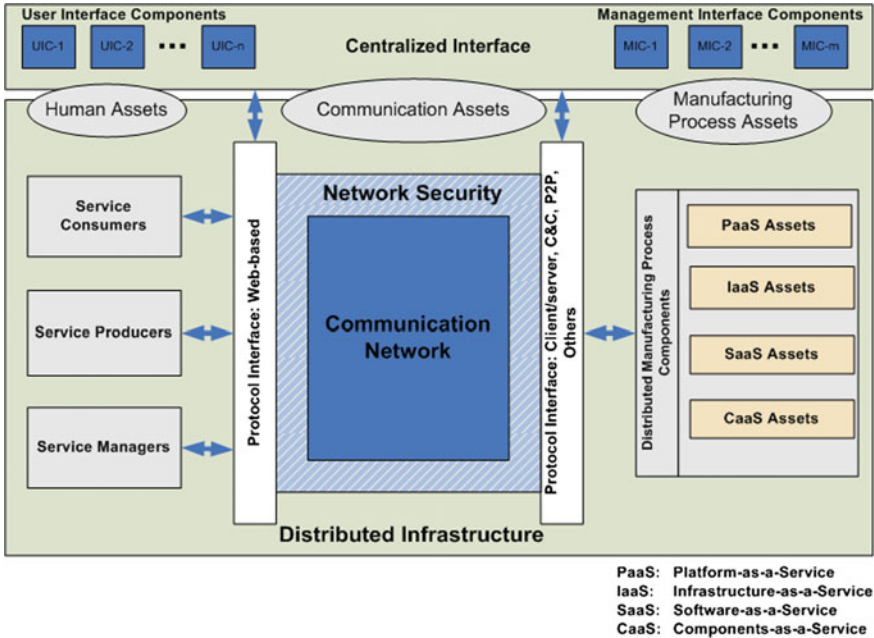 User Interface Components
UIC-1
UIC-2
UIC-n
Centralized Interface
Management Interface Components
MIC-1
MIC-2
MIC-m
Human Assets
Communication Assets
Manufacturing
Process Assets
Service
Consumers
Service Producers
Service Managers
Protocol Interface: Web-based
Network Security
Communication
Network
Protocol Interface: Client/server, C&C, P2P,
Others
Distributed Manufacturing Process
Components
PaaS Assets
IaaS Assets
SaaS Assets
CaaS Assets
Distributed Infrastructure
PaaS: Platform-as-a-Service
IaaS: Infrastructure-as-a-Service
SaaS: Software-as-a-Service
CaaS: Components-as-a-Service